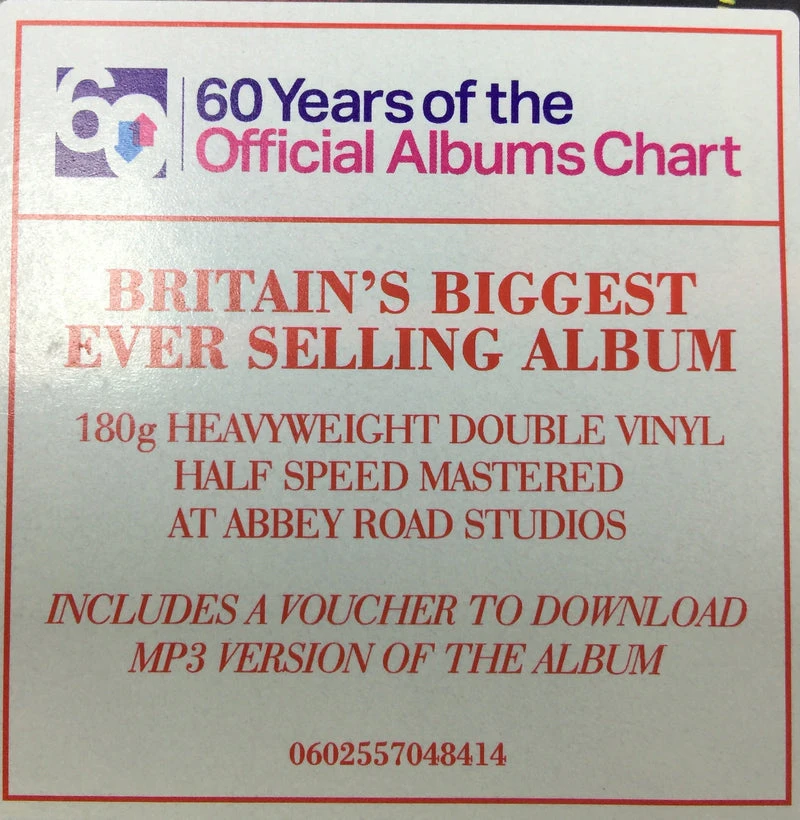 60
60 Years of the
Official Albums Chart
BRITAIN'S BIGGEST
EVER SELLING ALBUM
180g HEAVYWEIGHT DOUBLE VINYL
HALF SPEED MASTERED
AT ABBEY ROAD STUDIOS
INCLUDES A VOUCHER TO DOWNLOAD
MP3 VERSION OF THE ALBUM
0602557048414